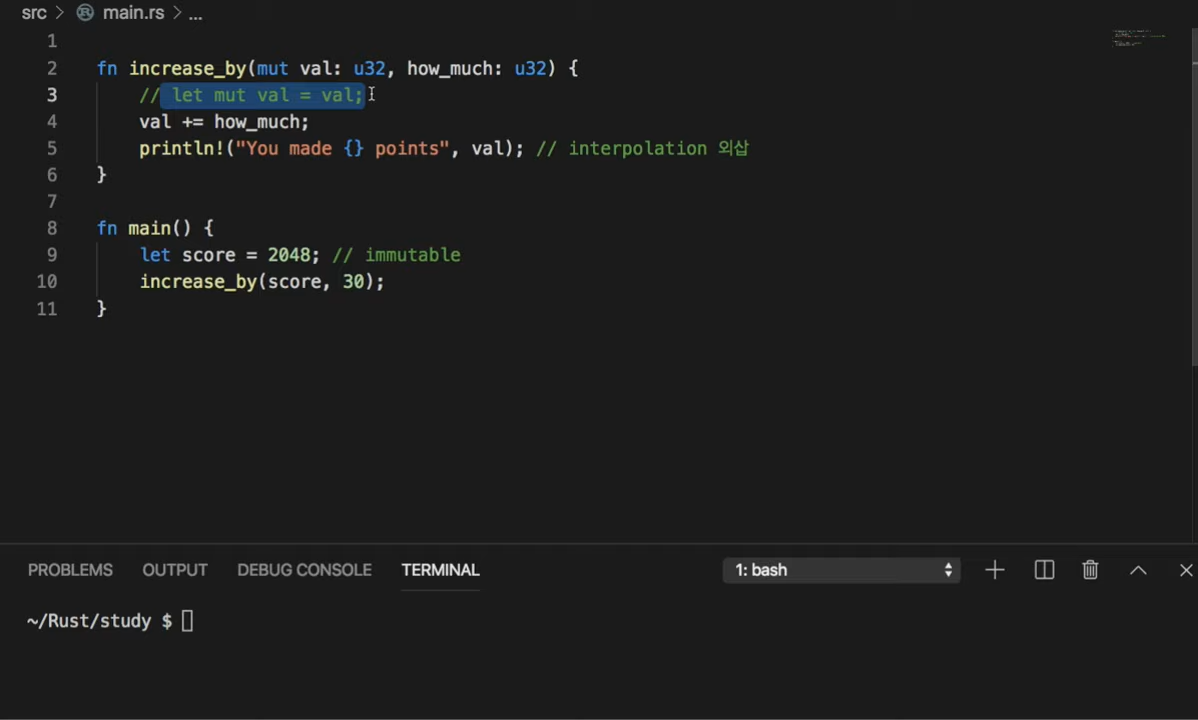 src > main.rs > ...
1
2 fn increase_by(mut val: u32, how_much: u32) {
3 // let mut val = val;
4 val += how_much;
5 println!("You made {} points", val); // interpolation 외삽
6 }
7
8 fn main() {
9 let score = 2048; // immutable
10 increase_by(score, 30);
11 }
PROBLEMS OUTPUT DEBUG CONSOLE TERMINAL 1: bash
~/Rust/study $